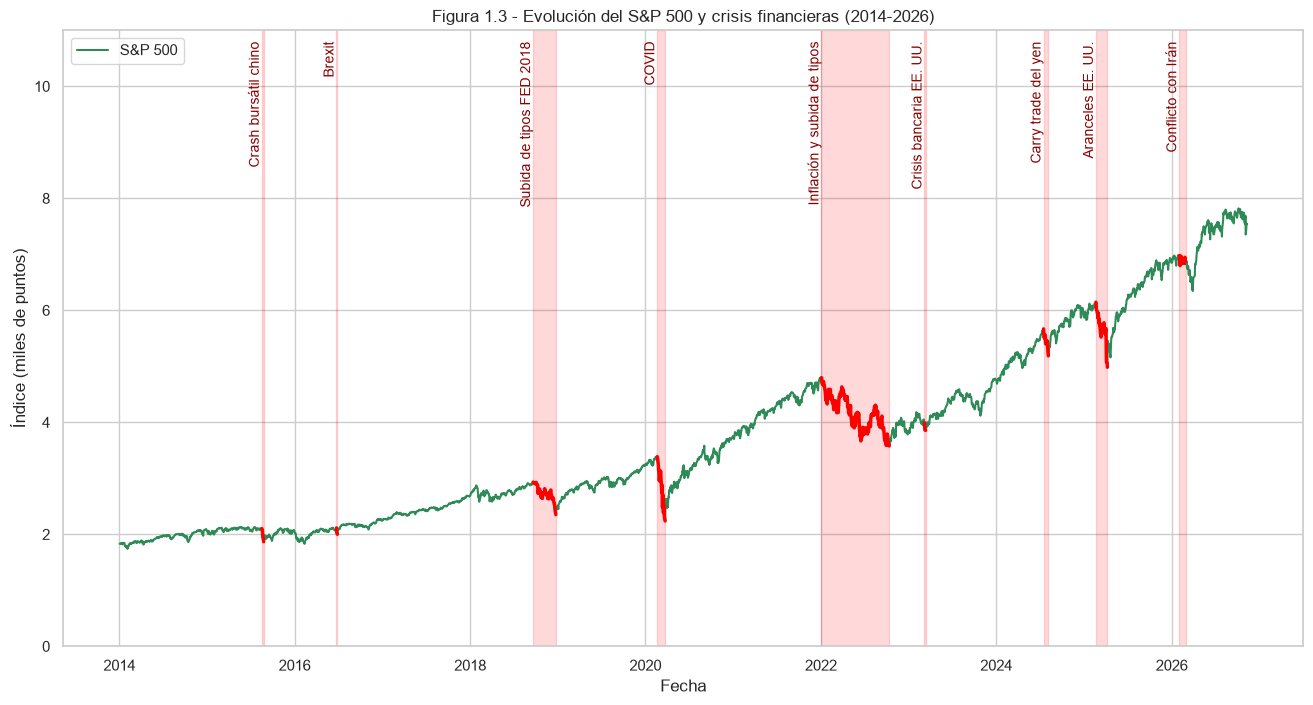 Figura 1.3 - Evolución del S&P 500 y crisis financieras (2014-2026)
S&P 500
Crash bursátil chino
Brexit
Subida de tipos FED 2018
COVID
Inflación y subida de tipos
Crisis bancaria EE. UU.
Carry trade del yen
Aranceles EE. UU.
Conflicto con Irán
Índice (miles de puntos)
10
8
6
4
2
0
2014
2016
2018
2020
2022
2024
2026
Fecha